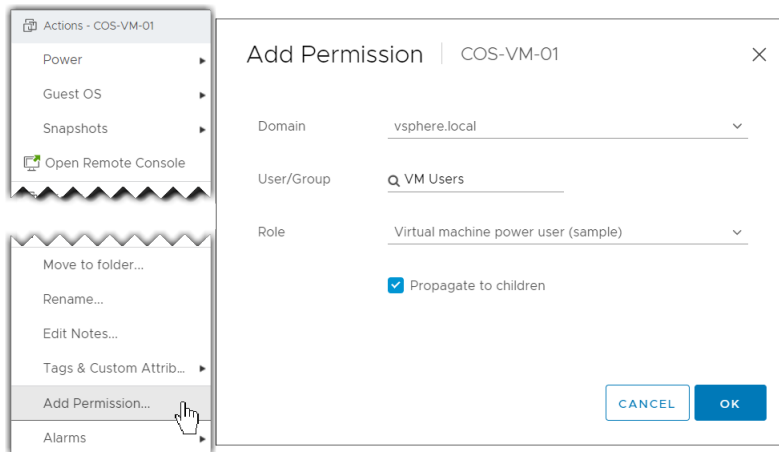 Actions - COS-VM-01
Power
Guest OS
Snapshots
Open Remote Console
Move to folder...
Rename...
Edit Notes...
Tags & Custom Attrib...
Add Permission...
Alarms
Add Permission COS-VM-01
Domain vsphere.local
User/Group VM Users
Role Virtual machine power user (sample)
Propagate to children
CANCEL OK